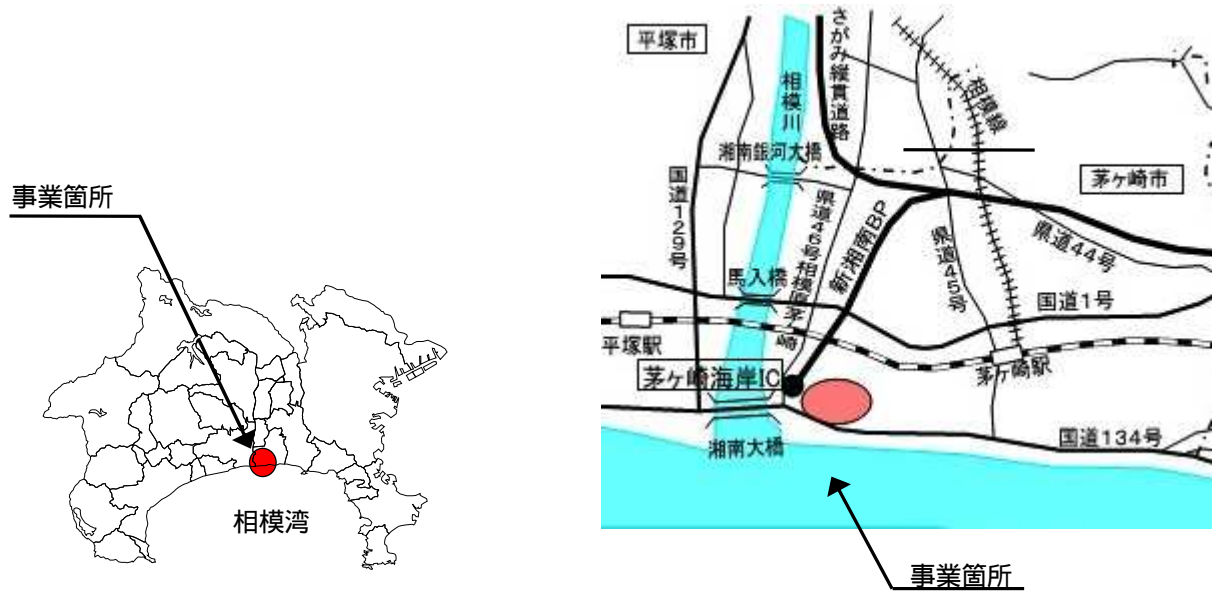 事業箇所
相模湾
平塚市
相模川
さがみ縦貫道路
相模線
湘南銀河大橋
茅ヶ崎市
国道129号
県道46号相模原茅ヶ崎
新湘南BP
県道45号
県道44号
馬入橋
国道1号
平塚駅
茅ヶ崎駅
茅ヶ崎海岸IC
国道134号
湘南大橋
事業箇所